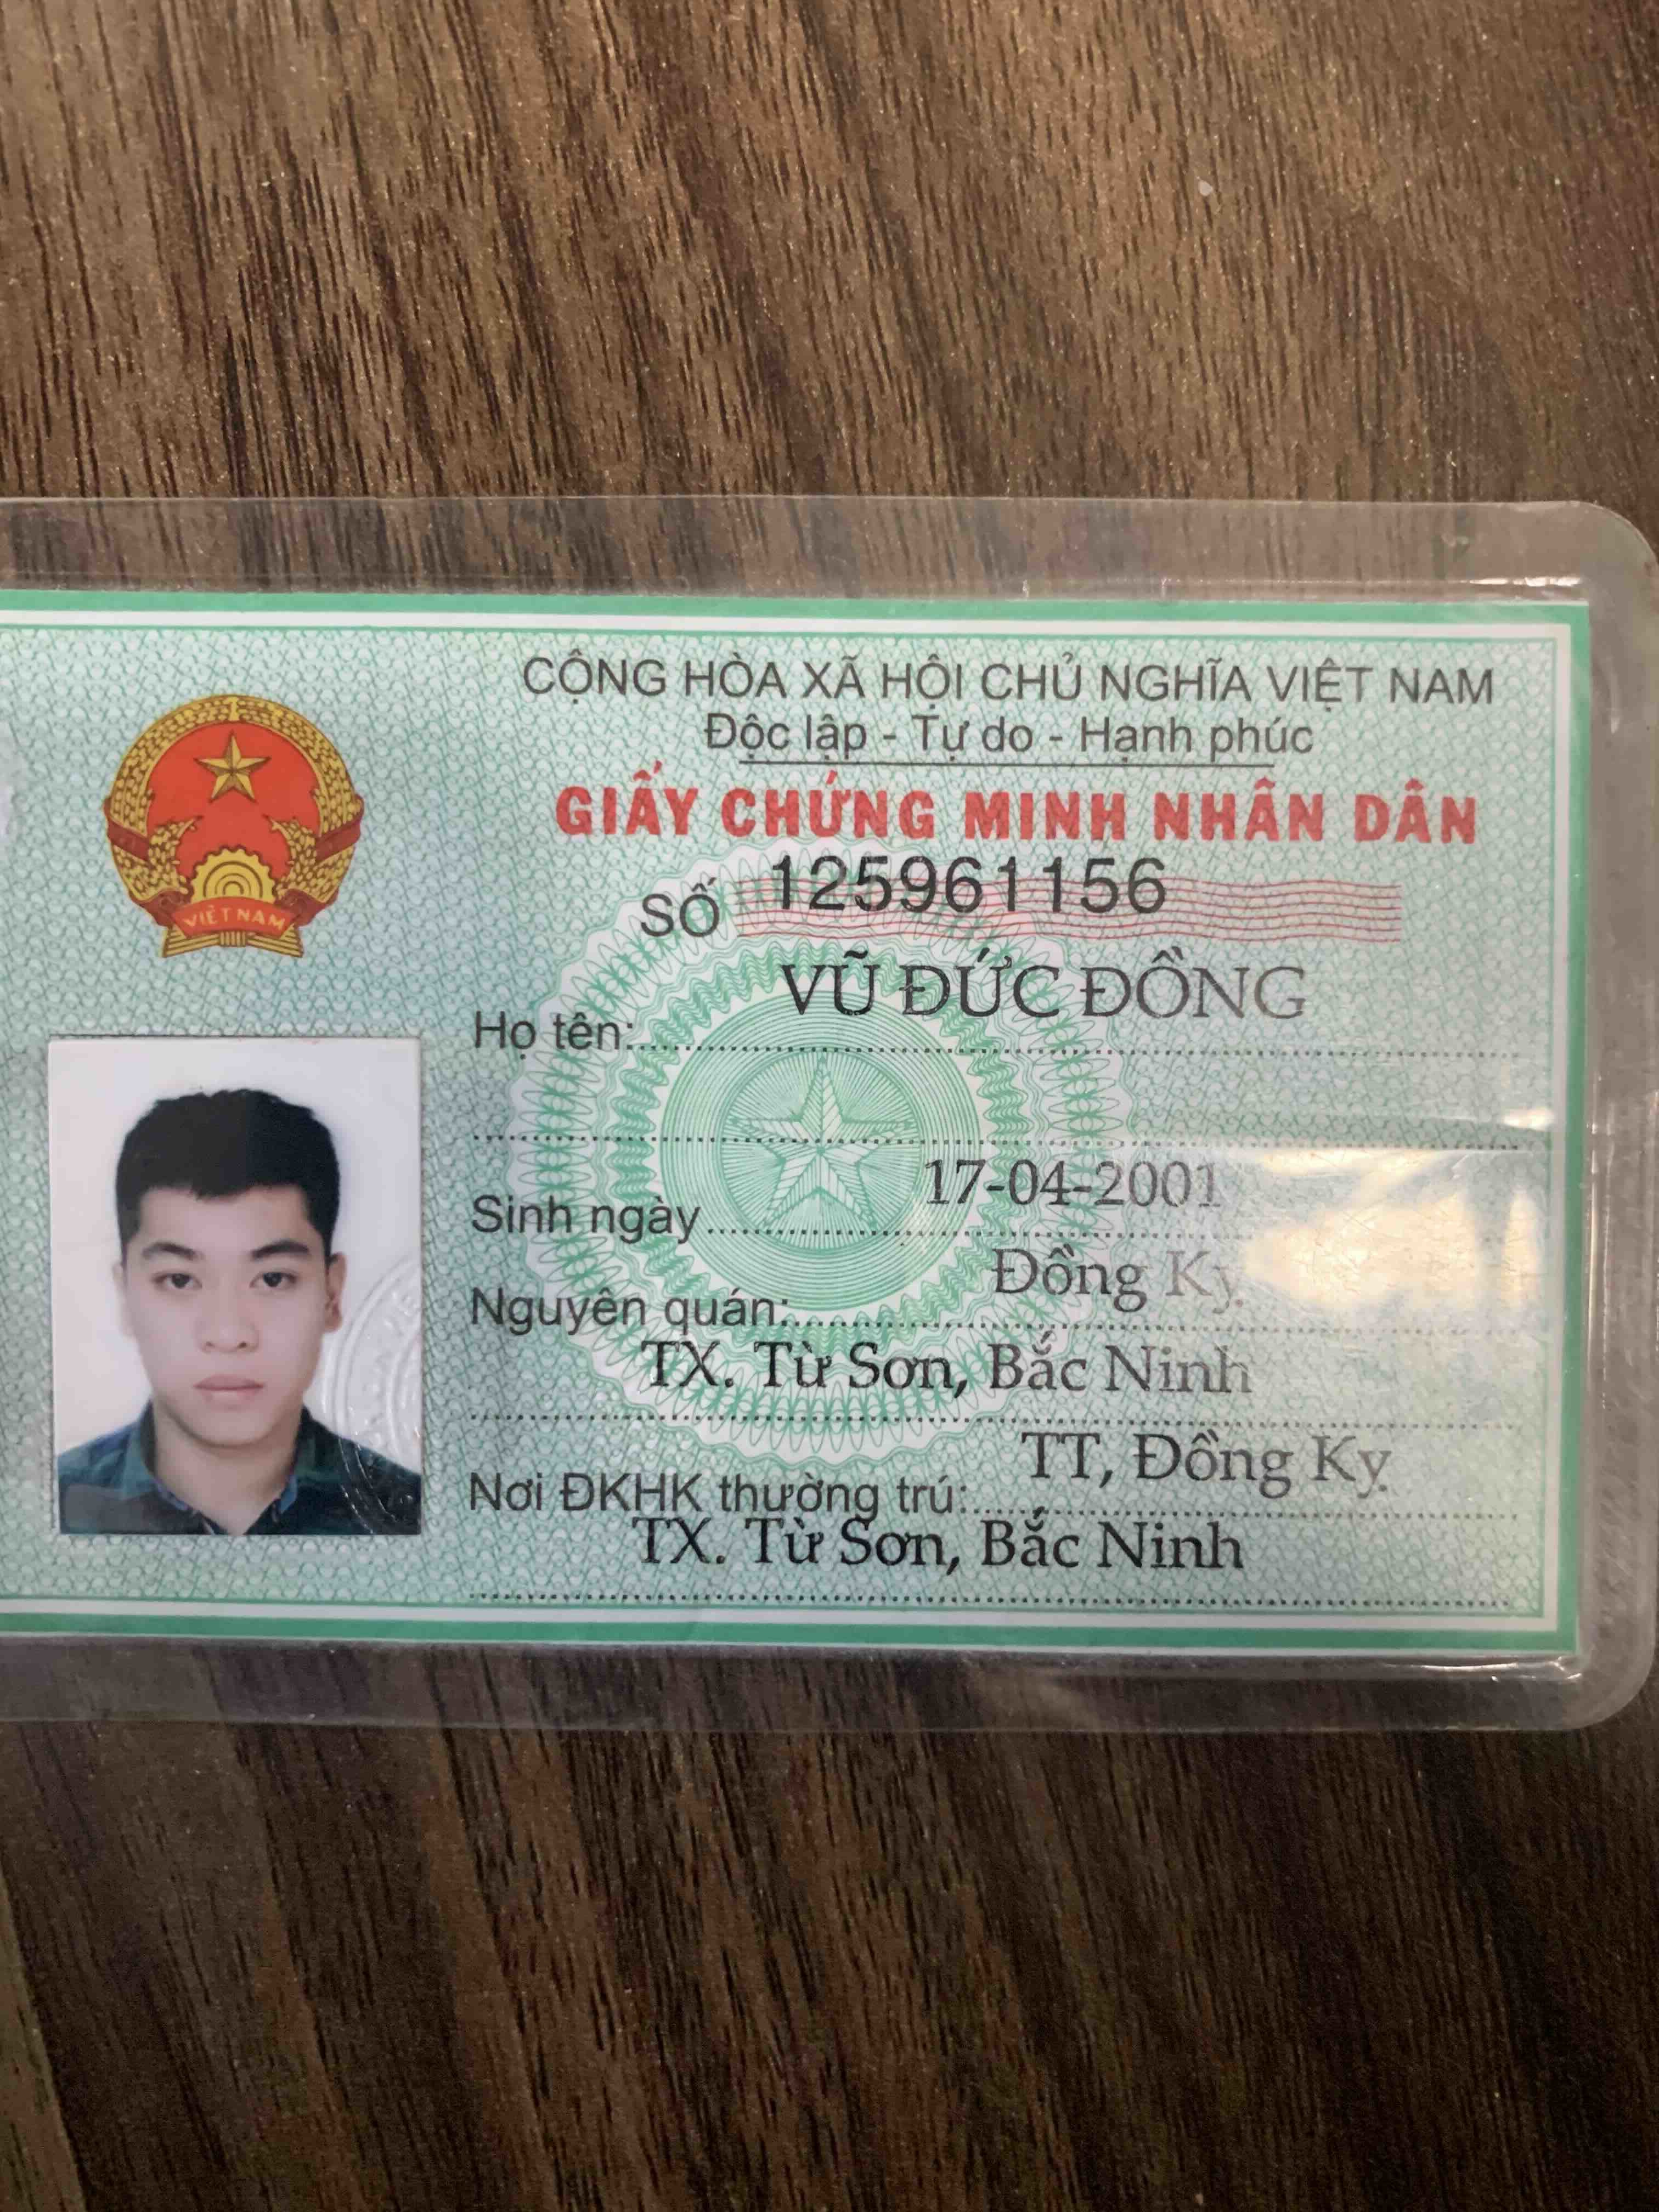 CỘNG HÒA XÃ HỘI CHỦ NGHĨA VIỆT NAM
Độc lập - Tự do - Hạnh phúc
GIẤY CHỨNG MINH NHÂN DÂN
SỐ 125961156
VIỆT NAM
Họ tên: VŨ ĐỨC ĐỒNG
Sinh ngày 17-04-2001
Nguyên quán: Đồng Kỵ
TX. Từ Sơn, Bắc Ninh
Nơi ĐKHK thường trú: TT, Đồng Kỵ
TX. Từ Sơn, Bắc Ninh